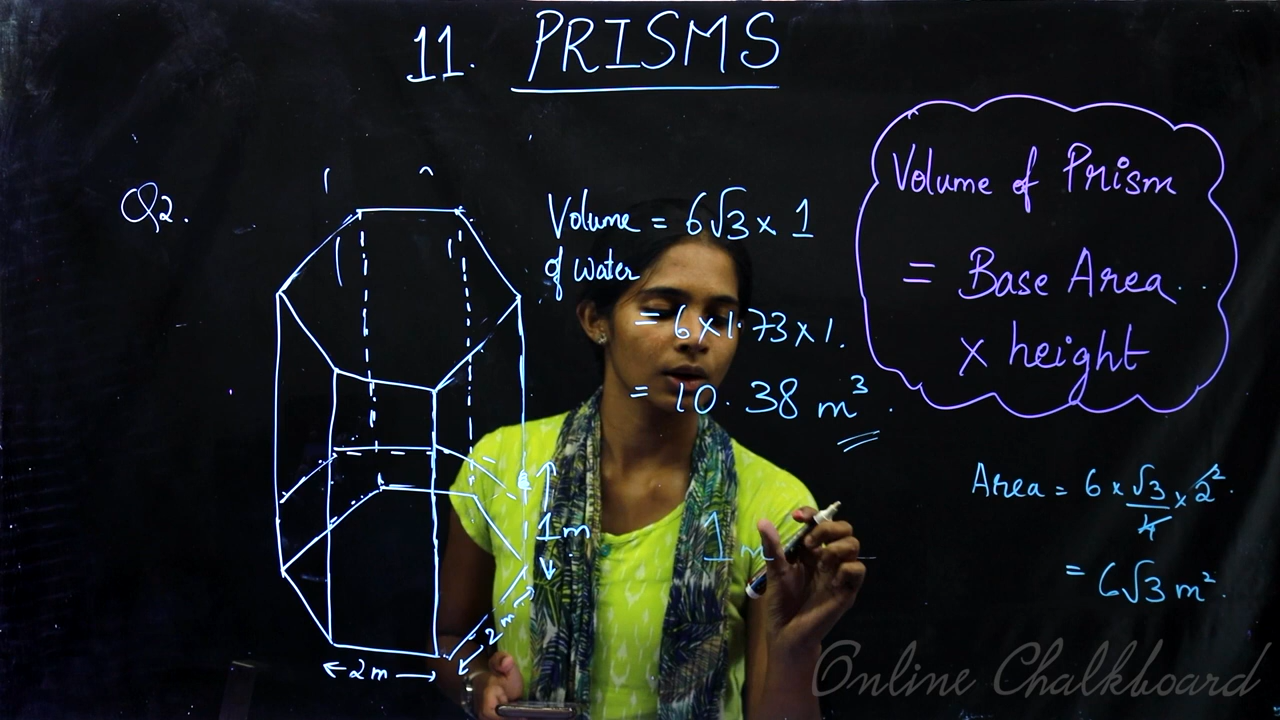 11. PRISMS
Q2.
Volume = 6√3 x 1
of water
= 6 x 1.73 x 1.
= 10.38 m³.
Volume of Prism
= Base Area
x height
Area = 6 x √3/4 x 2².
= 6√3 m².
1m
1m
2m
2m
Online Chalkboard